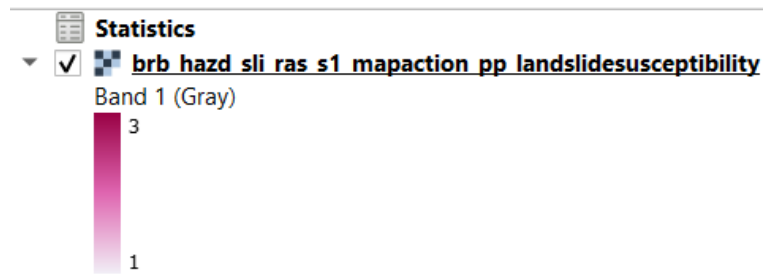 Statistics
brb hazd sli ras s1 mapaction pp landslidesusceptibility
Band 1 (Gray)
3
1